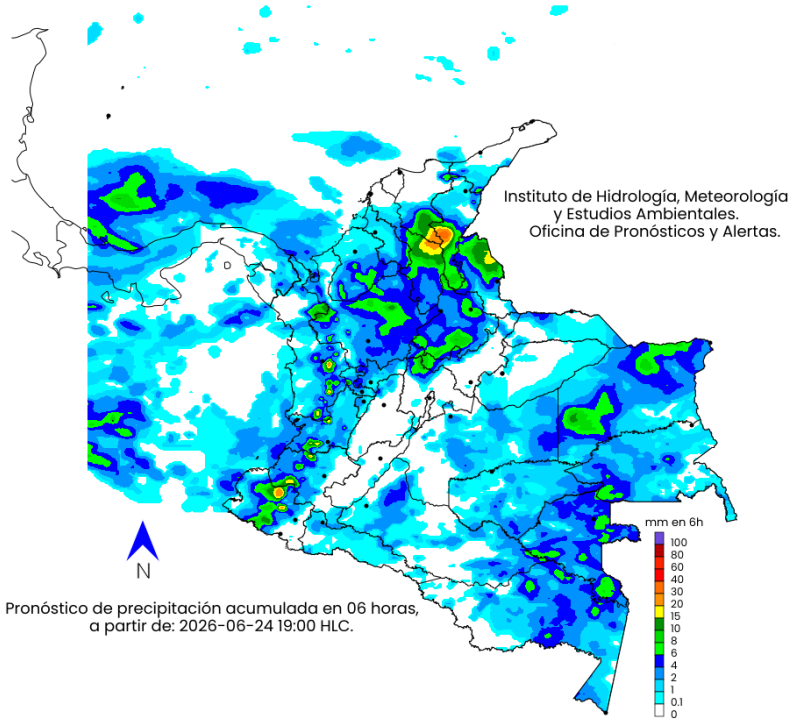 Instituto de Hidrología, Meteorología
y Estudios Ambientales.
Oficina de Pronósticos y Alertas.
N
Pronóstico de precipitación acumulada en 06 horas,
a partir de: 2026-06-24 19:00 HLC.
mm en 6h
100
80
60
40
30
20
15
10
8
6
4
2
1
0.1
0